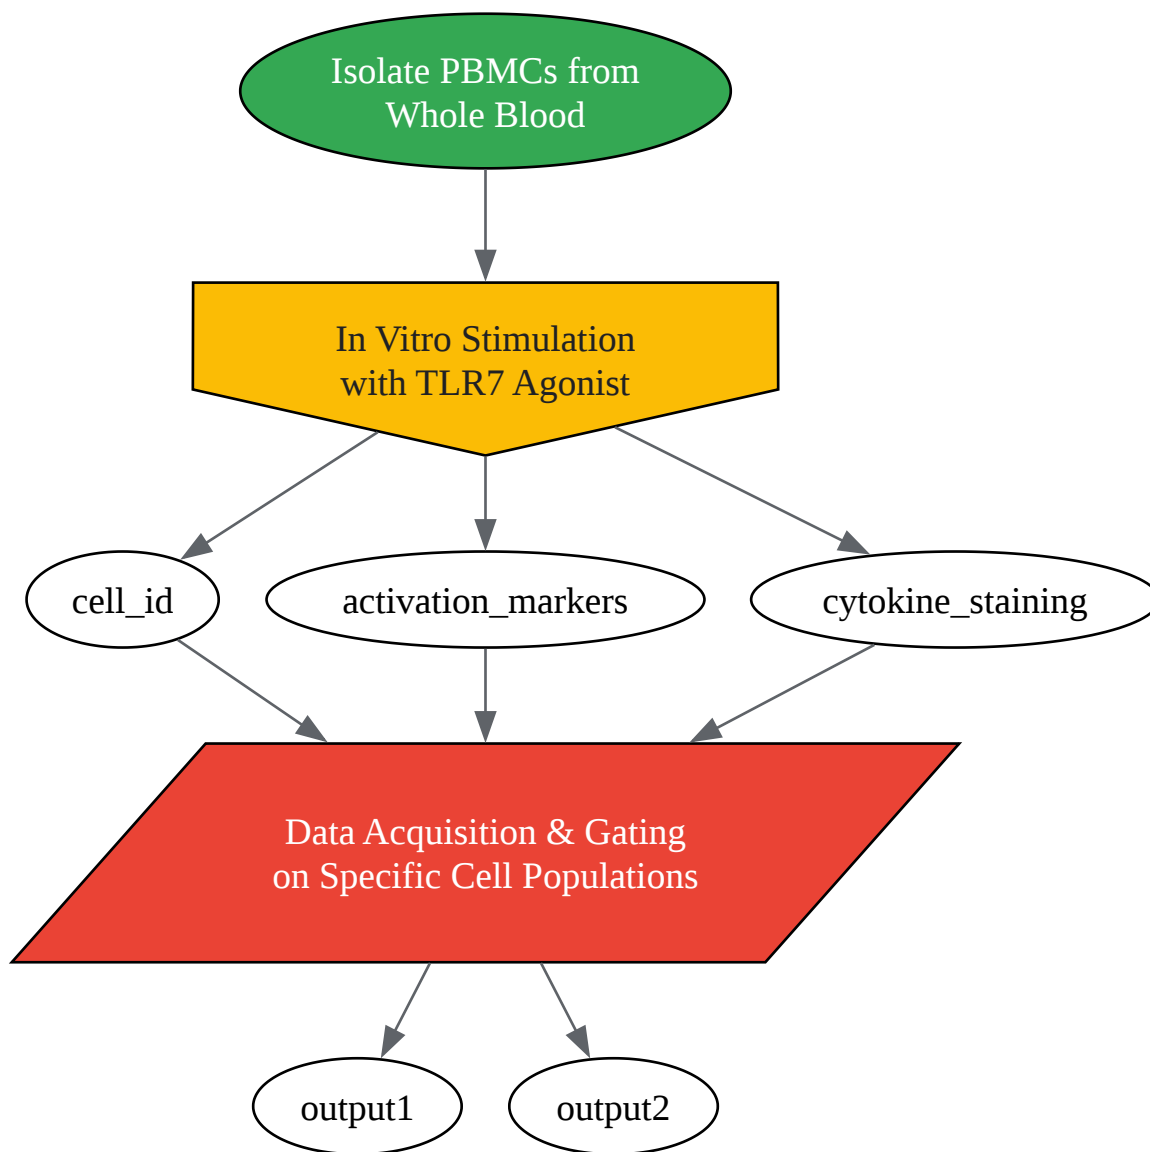 Isolate PBMCs from
Whole Blood
In Vitro Stimulation
with TLR7 Agonist
cell_id
activation_markers
cytokine_staining
Data Acquisition & Gating
on Specific Cell Populations
output1
output2